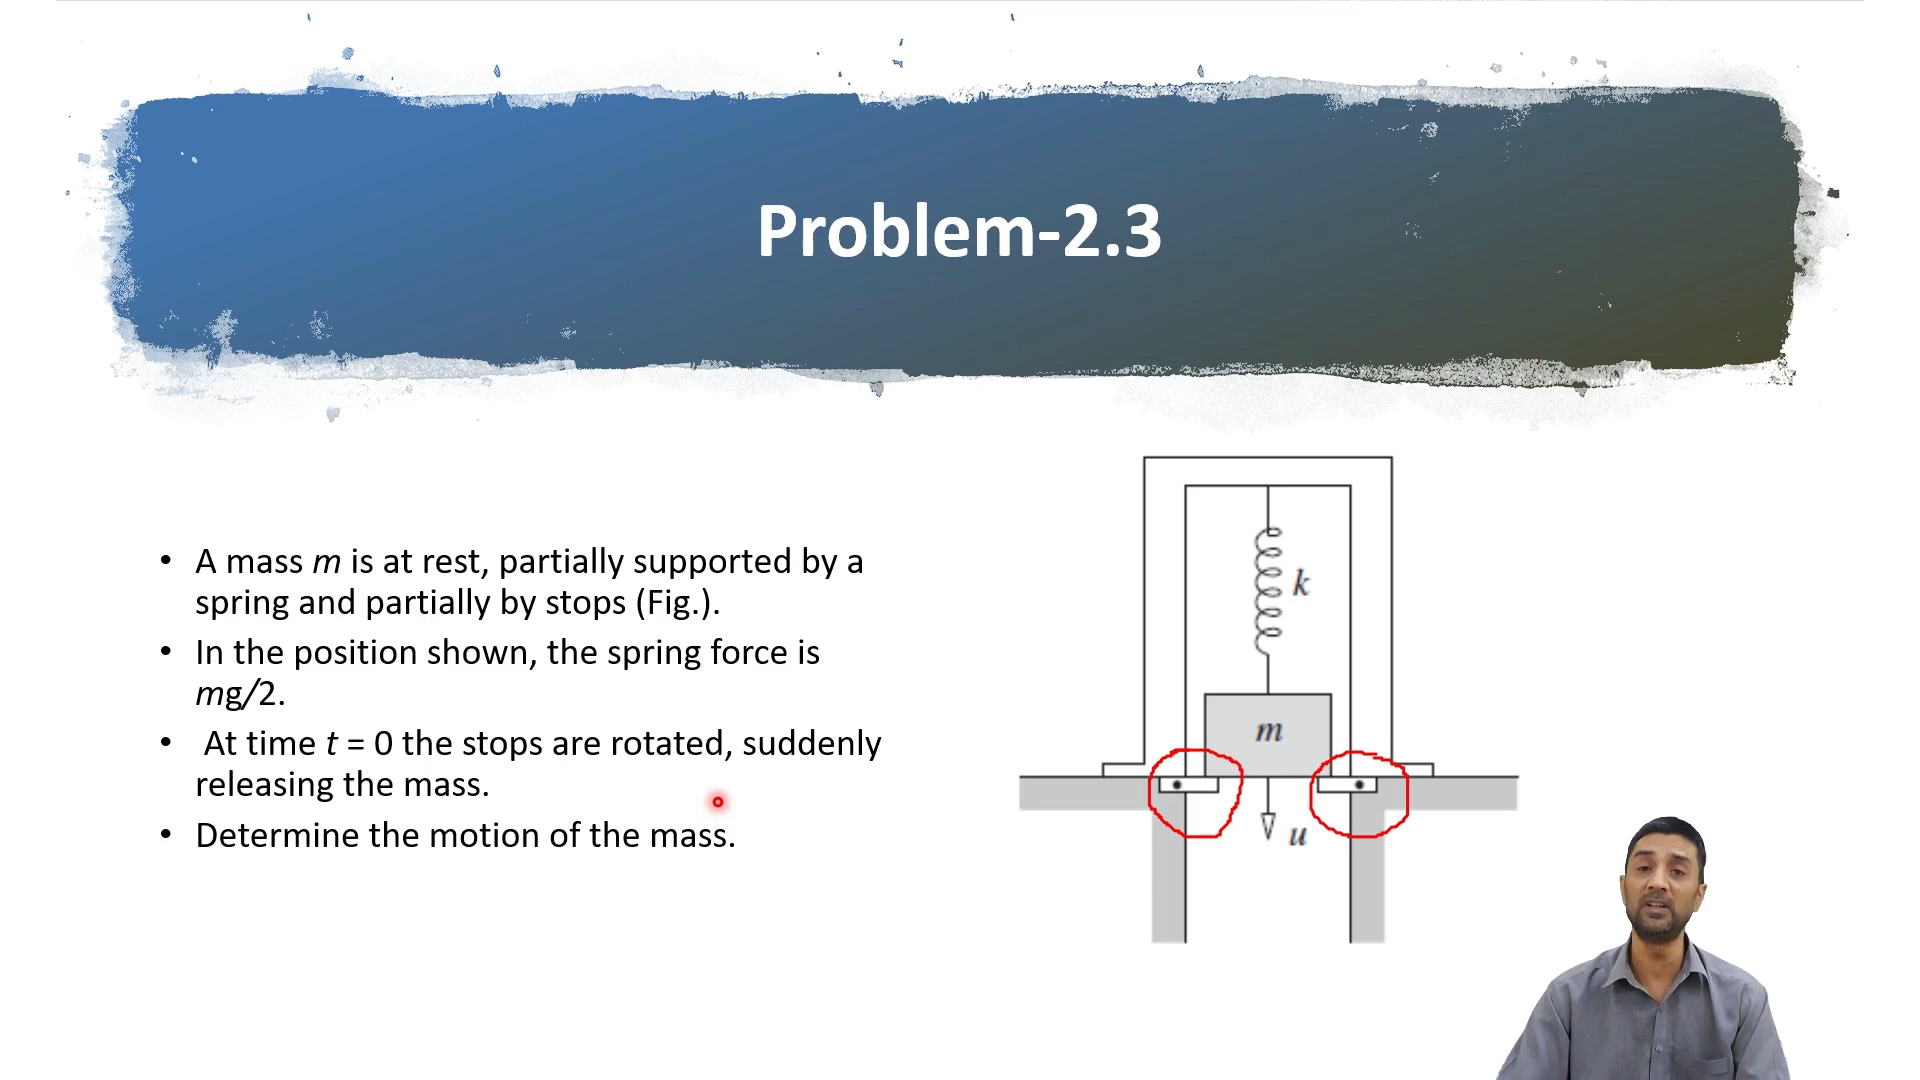 Problem-2.3
• A mass m is at rest, partially supported by a
spring and partially by stops (Fig.).
• In the position shown, the spring force is
mg/2.
• At time t = 0 the stops are rotated, suddenly
releasing the mass.
• Determine the motion of the mass.
k
m
u